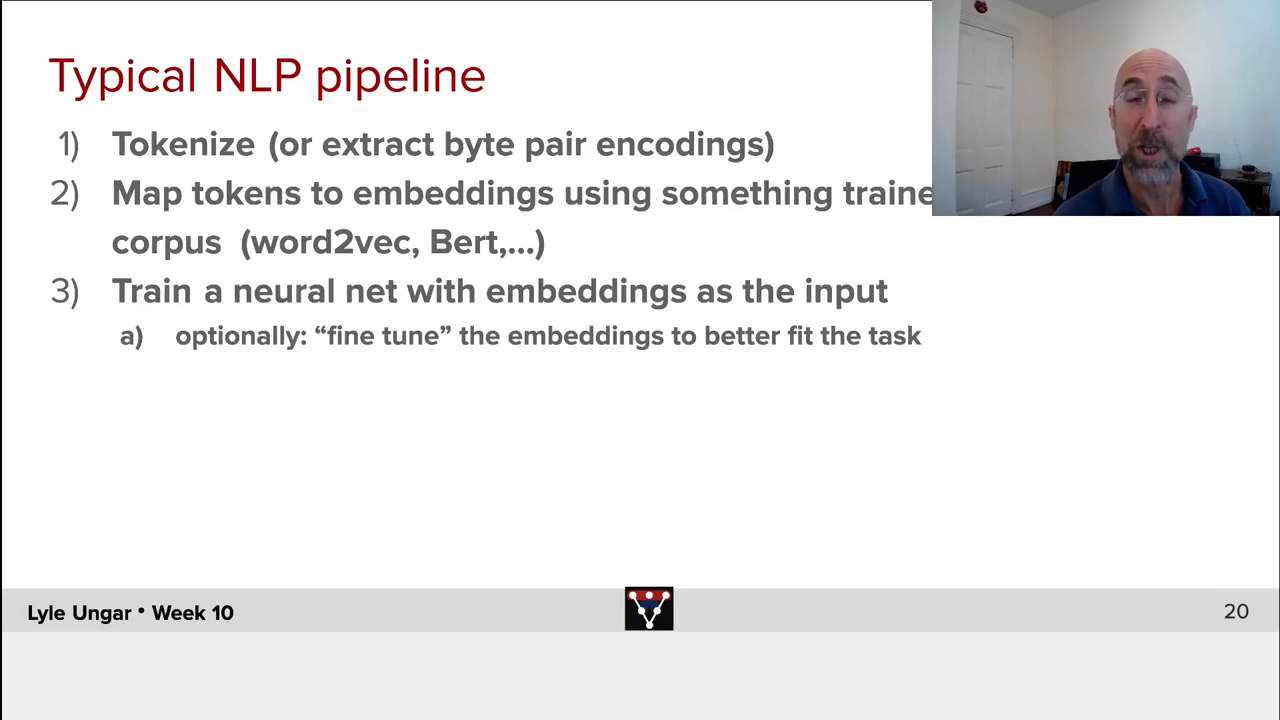 Typical NLP pipeline
1) Tokenize (or extract byte pair encodings)
2) Map tokens to embeddings using something traine
corpus (word2vec, Bert,...)
3) Train a neural net with embeddings as the input
a) optionally: “fine tune” the embeddings to better fit the task
Lyle Ungar • Week 10
20